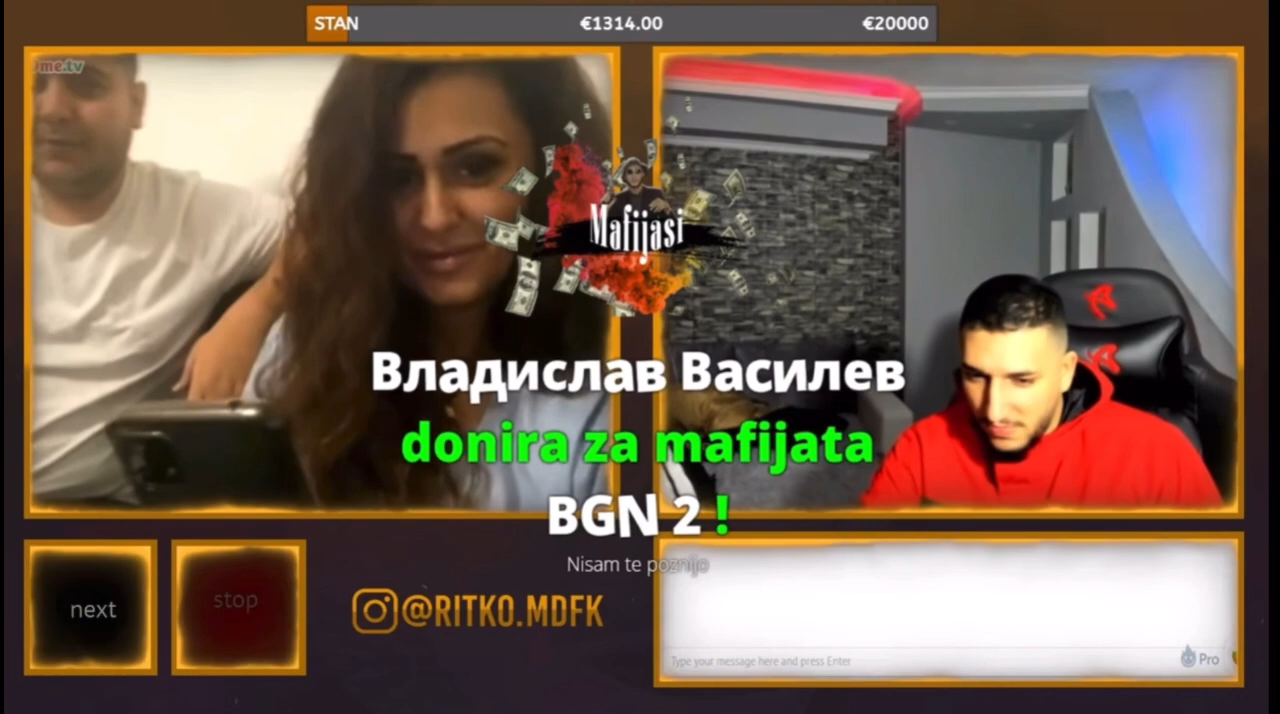 STAN €1314.00 €20000
ome.tv
Mafijasi
Владислав Василев
donira za mafijata
BGN 2 !
Nisam te poznijo
next
stop
@RITKO.MDFK
Type your message here and press Enter
Pro